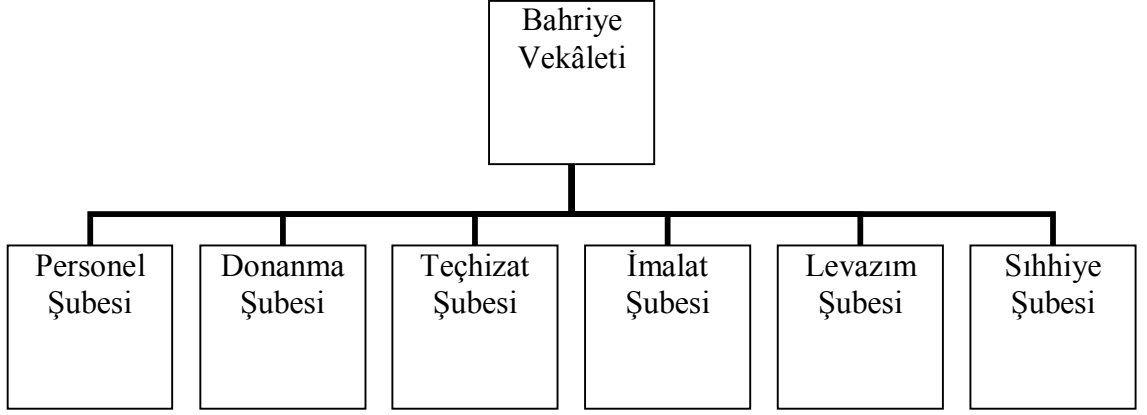 Bahriye
Vekâleti
Personel
Şubesi
Donanma
Şubesi
Teçhizat
Şubesi
İmalat
Şubesi
Levazım
Şubesi
Sıhhiye
Şubesi